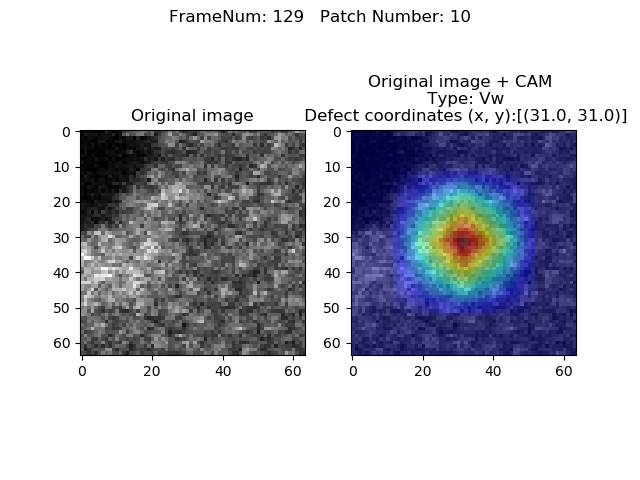 FrameNum: 129   Patch Number: 10
Original image
Original image + CAM
Type: Vw
Defect coordinates (x, y):[(31.0, 31.0)]
0
10
20
30
40
50
60
0 20 40 60
0
10
20
30
40
50
60
0 20 40 60